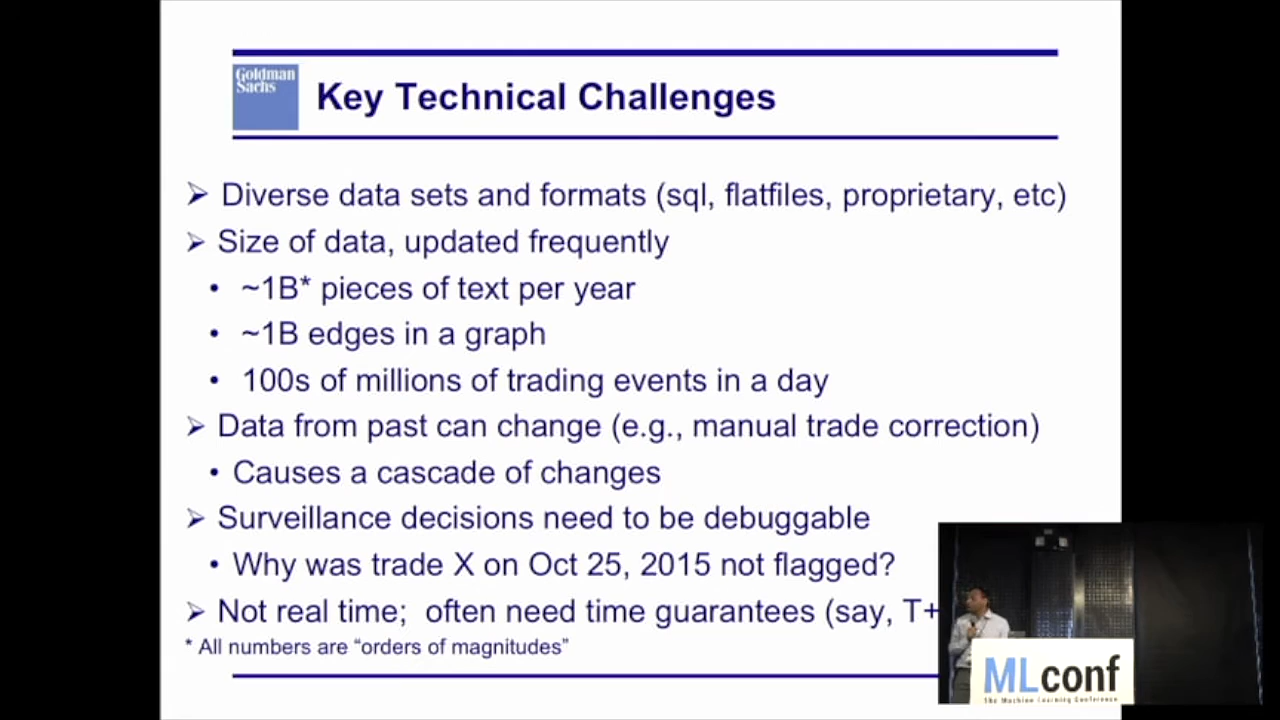 Goldman
Sachs
Key Technical Challenges
➢ Diverse data sets and formats (sql, flatfiles, proprietary, etc)
➢ Size of data, updated frequently
• ~1B* pieces of text per year
• ~1B edges in a graph
• 100s of millions of trading events in a day
➢ Data from past can change (e.g., manual trade correction)
• Causes a cascade of changes
➢ Surveillance decisions need to be debuggable
• Why was trade X on Oct 25, 2015 not flagged?
➢ Not real time; often need time guarantees (say, T+
* All numbers are “orders of magnitudes”
MLconf
The Machine Learning Conference